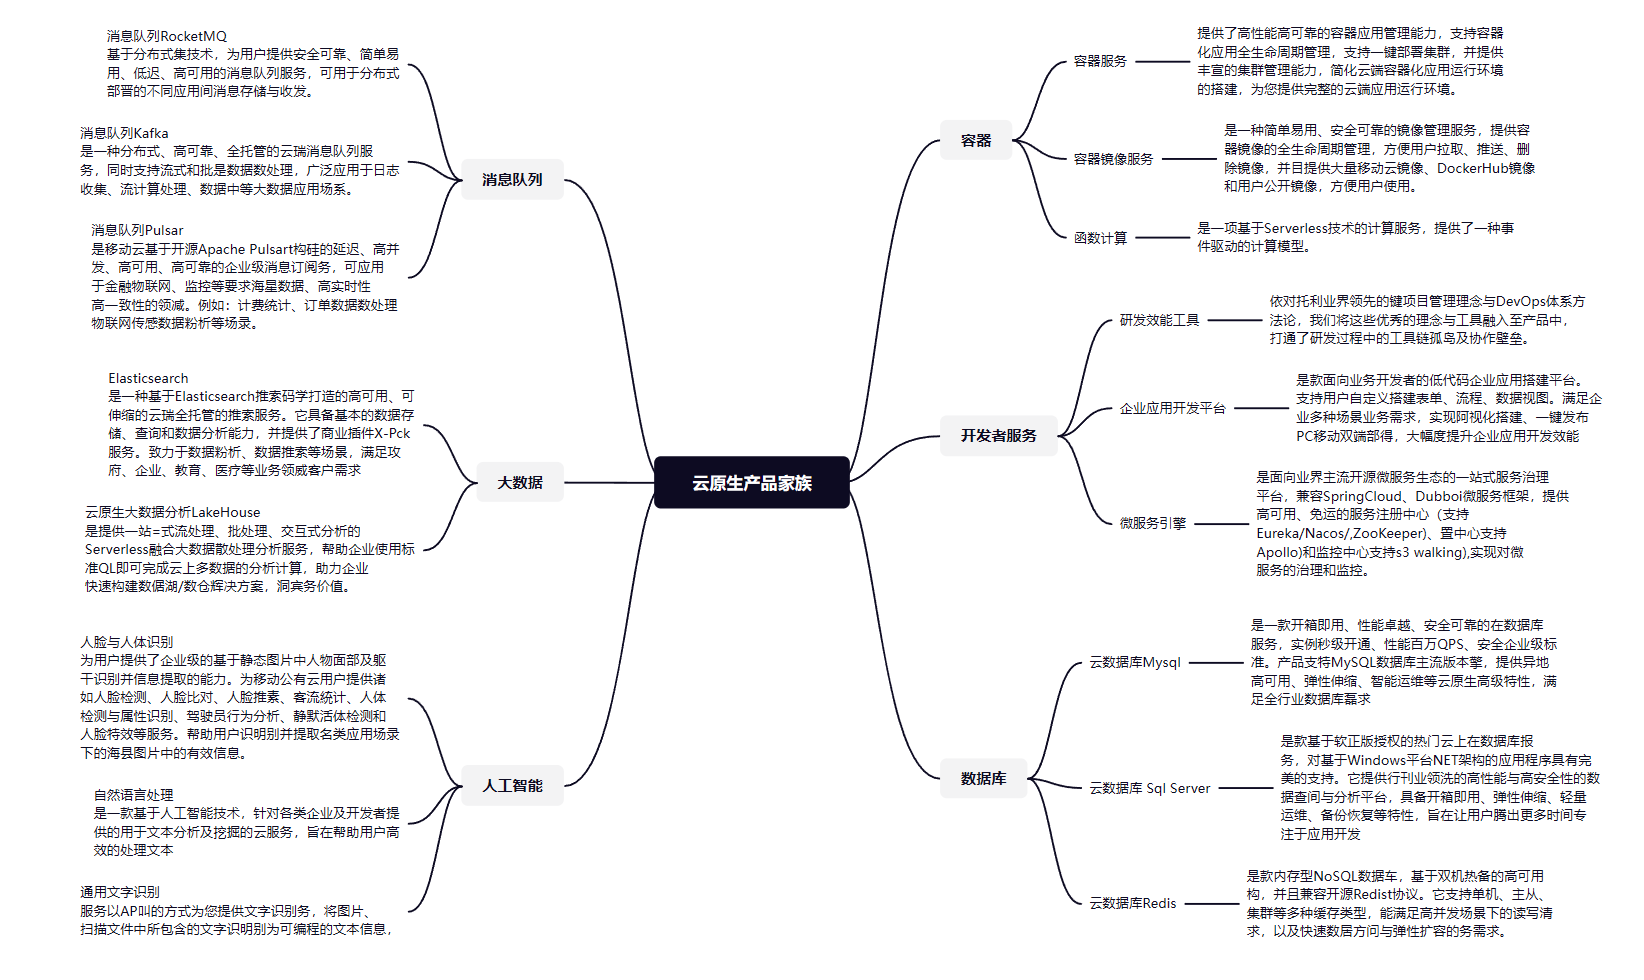 云原生产品家族
消息队列
消息队列RocketMQ
基于分布式集技术，为用户提供安全可靠、简单易
用、低迟、高可用的消息队列服务，可用于分布式
部晋的不同应用间消息存储与收发。
消息队列Kafka
是一种分布式、高可靠、全托管的云瑞消息队列服
务，同时支持流式和批是数据数处理，广泛应用于日志
收集、流计算处理、数据中等大数据应用场系。
消息队列Pulsar
是移动云基于开源Apache Pulsart构硅的延迟、高并
发、高可用、高可靠的企业级消息订阅务，可应用
于金融物联网、监控等要求海星数据、高实时性
高一致性的领减。例如：计费统计、订单数据数处理
物联网传感数据粉析等场录。
大数据
Elasticsearch
是一种基于Elasticsearch推索码学打造的高可用、可
伸缩的云瑞全托管的推索服务。它具备基本的数据存
储、查询和数据分析能力，并提供了商业插件X-Pck
服务。致力于数据粉析、数据推索等场景，满足攻
府、企业、教育、医疗等业务领威客户需求
云原生大数据分析LakeHouse
是提供一站=式流处理、批处理、交互式分析的
Serverless融合大数据散处理分析服务，帮助企业使用标
准QL即可完成云上多数据的分析计算，助力企业
快速构建数倨湖/数仓辉决方案，洞宾务价值。
人工智能
人脸与人体识别
为用户提供了企业级的基于静态图片中人物面部及躯
干识别并信息提取的能力。为移动公有云用户提供诸
如人脸检测、人脸比对、人脸推素、客流统计、人体
检测与属性识别、驾驶员行为分析、静默活体检测和
人脸特效等服务。帮助用户识明别并提取名类应用场录
下的海县图片中的有效信息。
自然语言处理
是一款基于人工智能技术，针对各类企业及开发者提
供的用于文本分析及挖掘的云服务，旨在帮助用户高
效的处理文本
通用文字识别
服务以AP叫的方式为您提供文字识别务，将图片、
扫描文件中所包含的文字识明别为可编程的文本信息，
容器
容器服务
提供了高性能高可靠的容器应用管理能力，支持容器
化应用全生命周期管理，支持一键部署集群，并提供
丰宣的集群管理能力，简化云端容器化应用运行环境
的搭建，为您提供完整的云端应用运行环境。
容器镜像服务
是一种简单易用、安全可靠的镜像管理服务，提供容
器镜像的全生命周期管理，方便用户拉取、推送、删
除镜像，并目提供大量移动云镜像、DockerHub镜像
和用户公开镜像，方便用户使用。
函数计算
是一项基于Serverless技术的计算服务，提供了一种事
件驱动的计算模型。
开发者服务
研发效能工具
依对托利业界领先的键项目管理理念与DevOps体系方
法论，我们将这些优秀的理念与工具融入至产品中，
打通了研发过程中的工具链孤岛及协作壁垒。
企业应用开发平台
是款面向业务开发者的低代码企业应用搭建平台。
支持用户自定义搭建表单、流程、数据视图。满足企
业多种场景业务需求，实现阿视化搭建、一键发布
PC移动双端部得，大幅度提升企业应用开发效能
微服务引擎
是面向业界主流开源微服务生态的一站式服务治理
平台，兼容SpringCloud、Dubboi微服务框架，提供
高可用、免运的服务注册中心（支持
Eureka/Nacos/,ZooKeeper)、置中心支持
Apollo)和监控中心支持s3 walking),实现对微
服务的治理和监控。
数据库
云数据库Mysql
是一款开箱即用、性能卓越、安全可靠的在数据库
服务，实例秒级开通、性能百万QPS、安全企业级标
准。产品支特MySQL数据库主流版本擎，提供异地
高可用、弹性伸缩、智能运维等云原生高级特性，满
足全行业数据库磊求
云数据库 Sql Server
是款基于软正版授权的热门云上在数据库报
务，对基于Windows平台NET架构的应用程序具有完
美的支持。它提供行刊业领洗的高性能与高安全性的数
据查间与分析平台，具备开箱即用、弹性伸缩、轻量
运维、备份恢复等特性，旨在让用户腾出更多时间专
注于应用开发
云数据库Redis
是款内存型NoSQL数据车，基于双机热备的高可用
构，并且兼容开源Redist协议。它支持单机、主从、
集群等多种缓存类型，能满足高并发场景下的读写清
求，以及快速数居方问与弹性扩容的务需求。